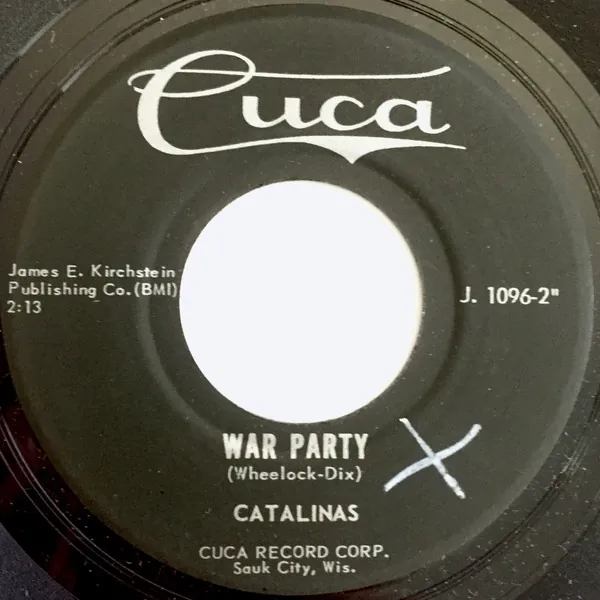 Cuca
James E. Kirchstein
Publishing Co.(BMI)
2:13
J. 1096-2"
WAR PARTY
(Wheelock-Dix)
X
CATALINAS
CUCA RECORD CORP.
Sauk City, Wis.